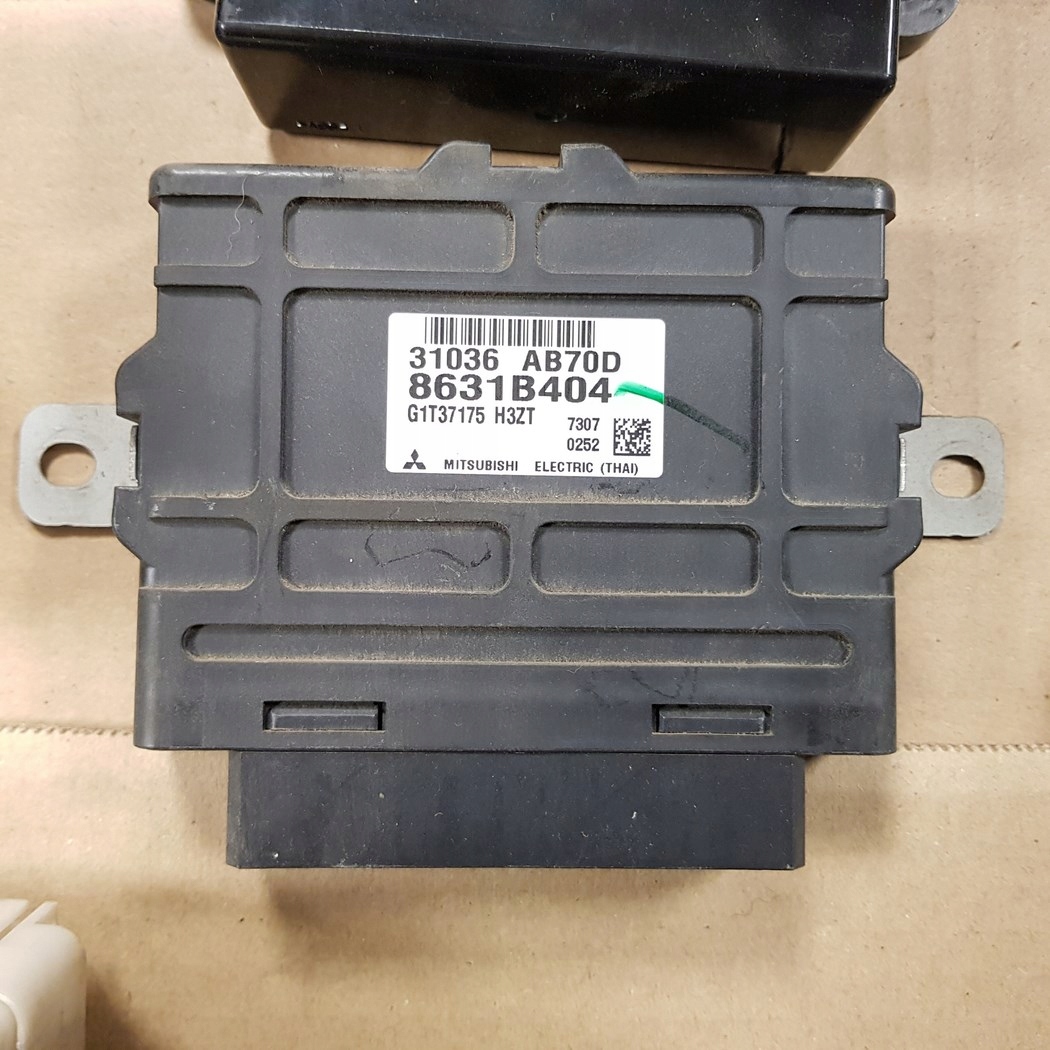 31036 AB70D
8631B404
G1T37175 H3ZT
7307
0252
MITSUBISHI ELECTRIC (THAI)